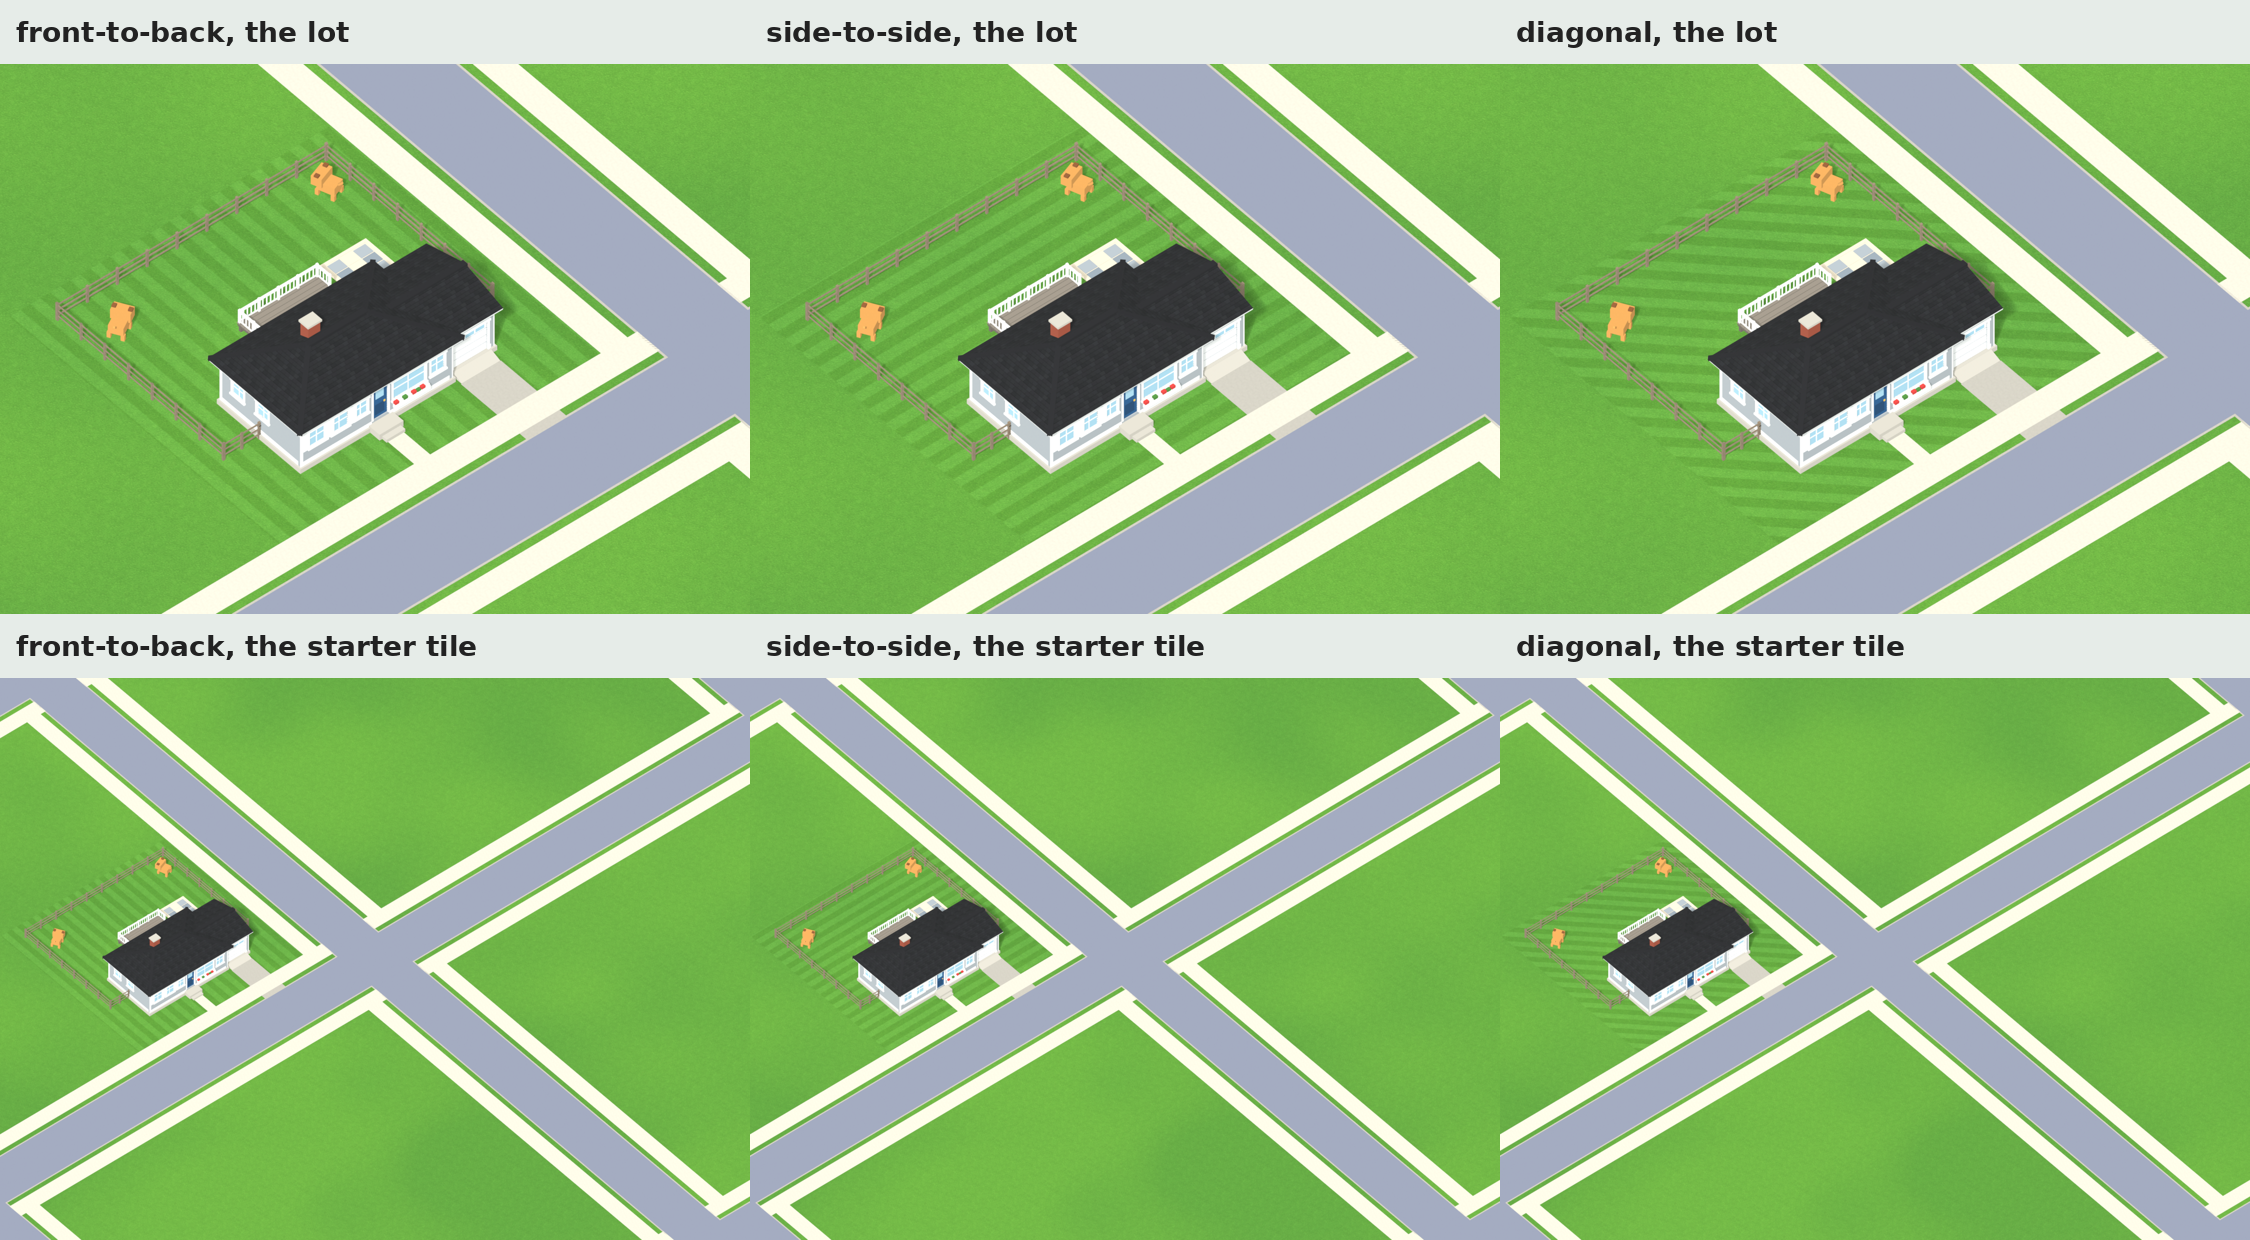 front-to-back, the lot
side-to-side, the lot
diagonal, the lot
front-to-back, the starter tile
side-to-side, the starter tile
diagonal, the starter tile